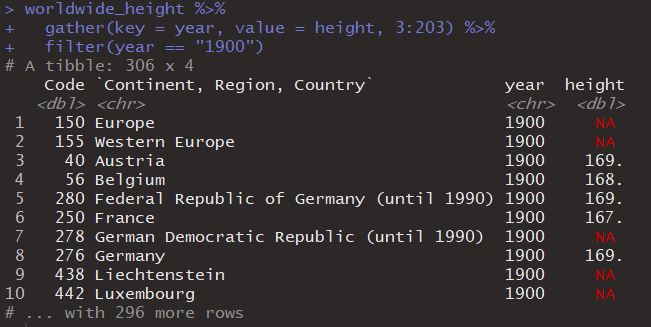 > worldwide_height %>%
+   gather(key = year, value = height, 3:203) %>%
+   filter(year == "1900")
# A tibble: 306 x 4
    Code `Continent, Region, Country` year height
   <dbl> <chr> <chr> <dbl>
 1   150 Europe 1900 NA
 2   155 Western Europe 1900 NA
 3    40 Austria 1900 169.
 4    56 Belgium 1900 168.
 5   280 Federal Republic of Germany (until 1990) 1900 169.
 6   250 France 1900 167.
 7   278 German Democratic Republic (until 1990) 1900 NA
 8   276 Germany 1900 169.
 9   438 Liechtenstein 1900 NA
10   442 Luxembourg 1900 NA
# ... with 296 more rows